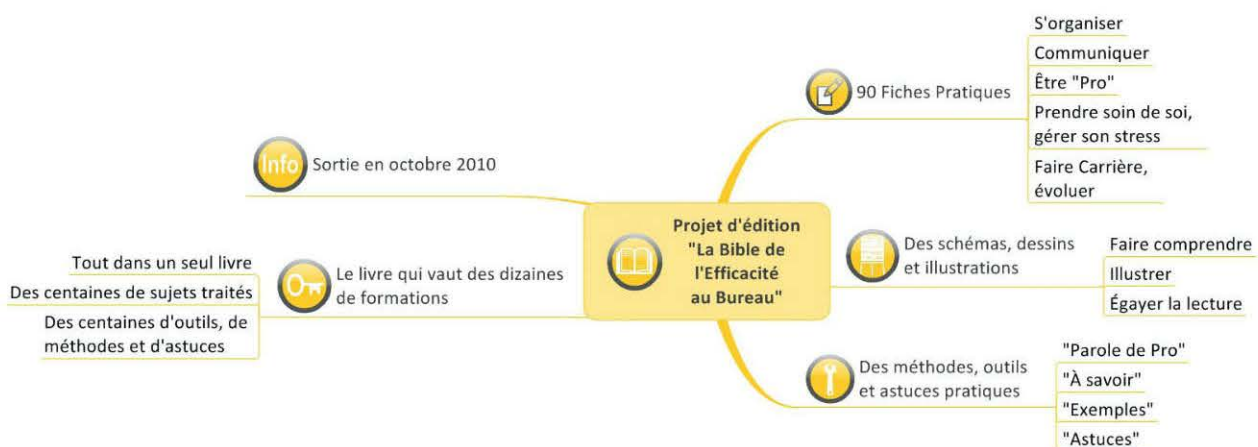 Projet d'édition
"La Bible de
l'Efficacité
au Bureau"
90 Fiches Pratiques
S'organiser
Communiquer
Être "Pro"
Prendre soin de soi,
gérer son stress
Faire Carrière,
évoluer
Des schémas, dessins
et illustrations
Faire comprendre
Illustrer
Égayer la lecture
Des méthodes, outils
et astuces pratiques
"Parole de Pro"
"À savoir"
"Exemples"
"Astuces"
Info
Sortie en octobre 2010
Le livre qui vaut des dizaines
de formations
Tout dans un seul livre
Des centaines de sujets traités
Des centaines d'outils, de
méthodes et d'astuces